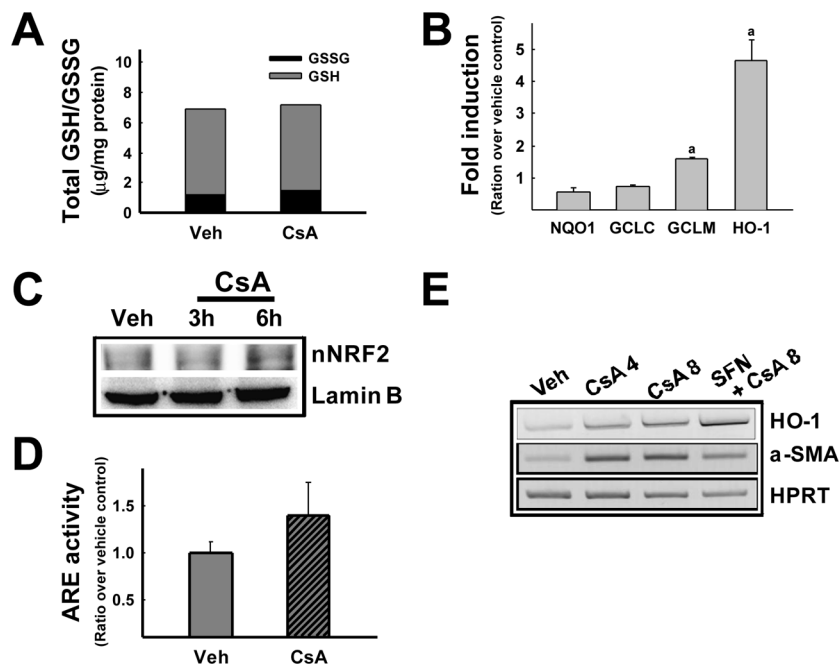 A
Total GSH/GSSG
(µg/mg protein)
10
8
6
4
2
0
GSSG
GSH
Veh
CsA
B
Fold induction
(Ration over vehicle control)
5
4
3
2
1
a
a
NQO1
GCLC
GCLM
HO-1
C
CsA
Veh
3h
6h
nNRF2
Lamin B
D
ARE activity
(Ratio over vehicle control)
1.5
1.0
0.5
Veh
CsA
E
Veh
CsA 4
CsA 8
SFN
+ CsA 8
HO-1
a-SMA
HPRT